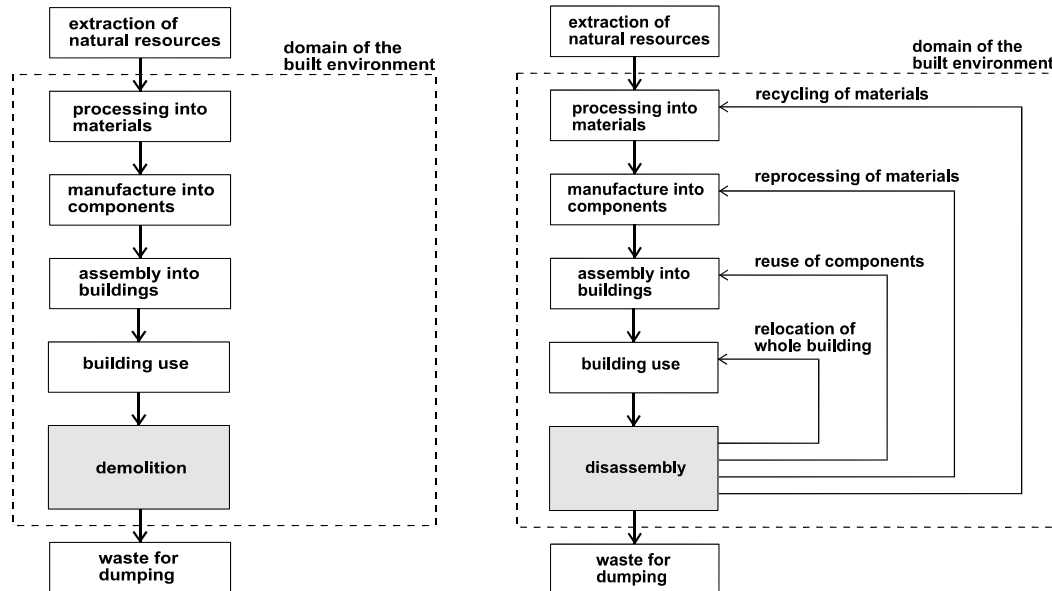 extraction of
natural resources
domain of the
built environment
processing into
materials
manufacture into
components
assembly into
buildings
building use
demolition
waste for
dumping
extraction of
natural resources
domain of the
built environment
processing into
materials
recycling of materials
manufacture into
components
reprocessing of materials
assembly into
buildings
reuse of components
relocation of
whole building
building use
disassembly
waste for
dumping